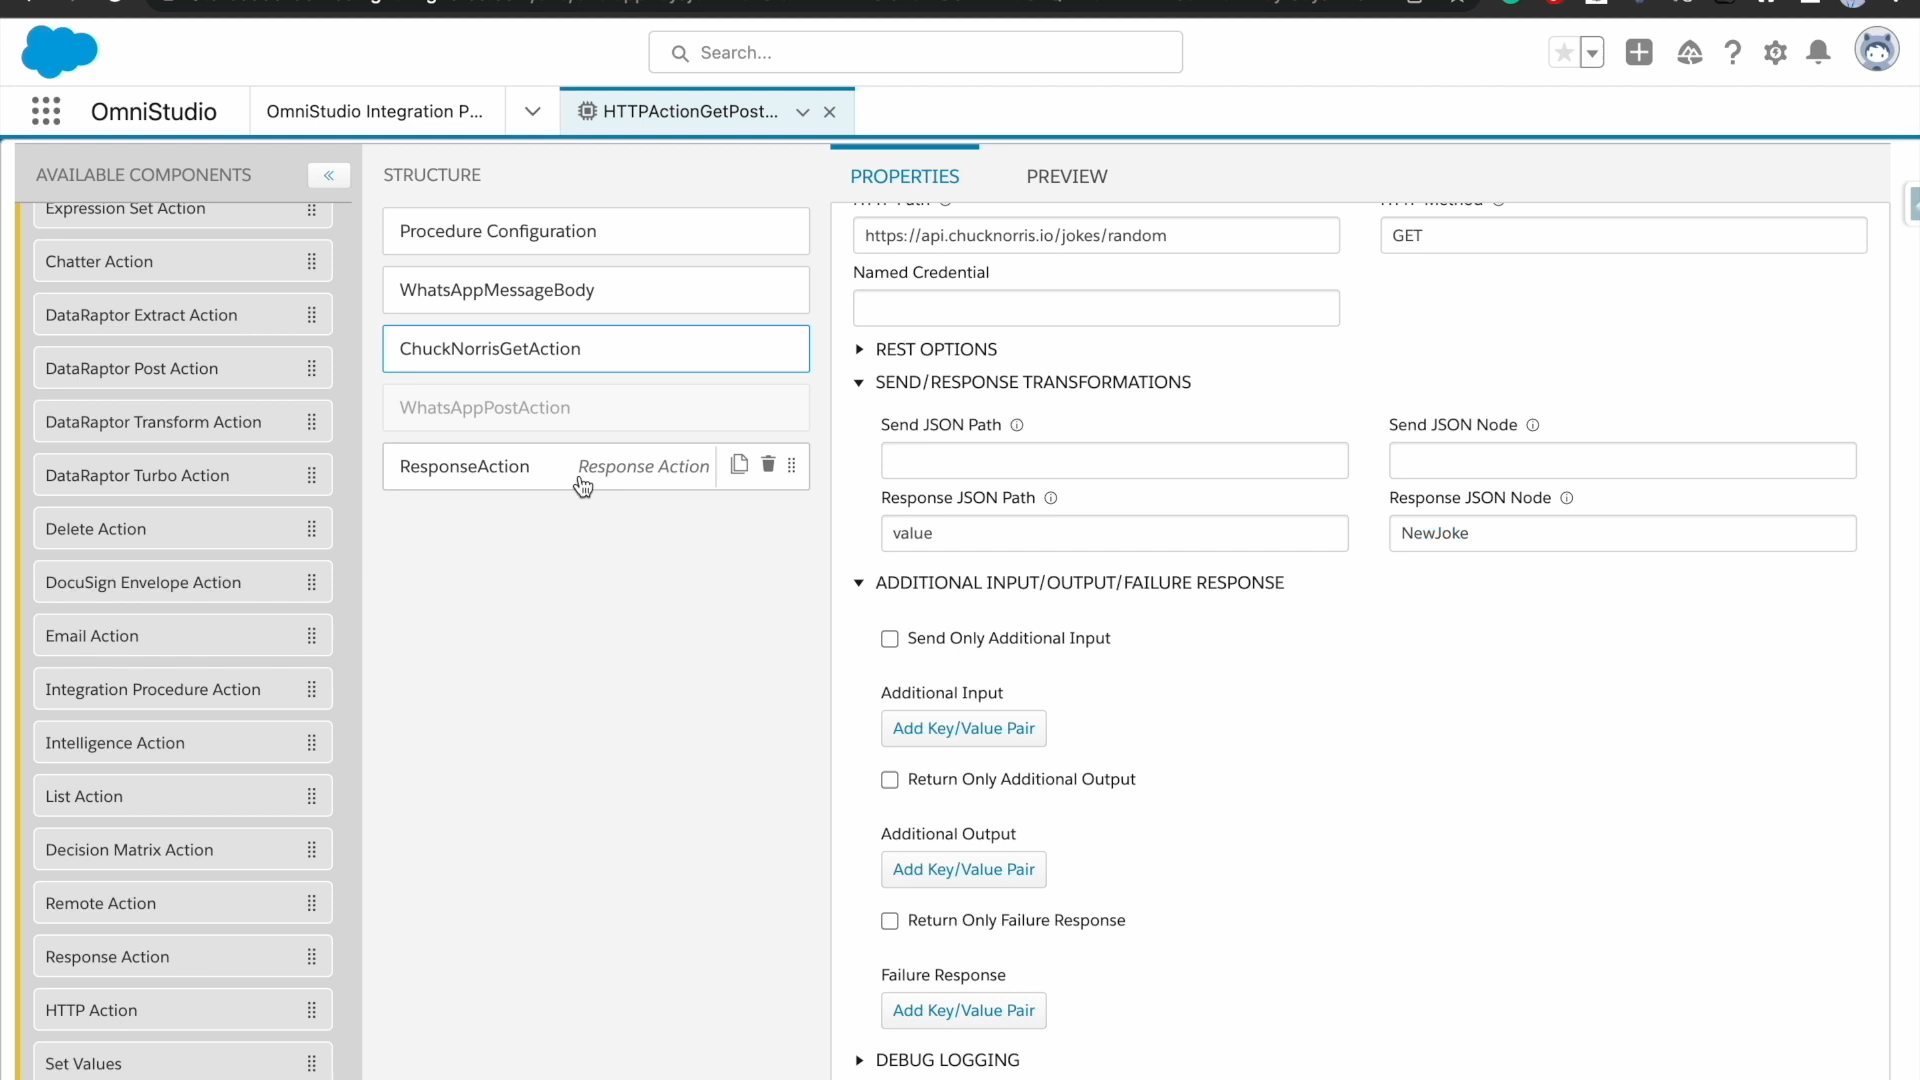 Search...
OmniStudio
OmniStudio Integration P...
HTTPActionGetPost...
AVAILABLE COMPONENTS
STRUCTURE
PROPERTIES
PREVIEW
Expression Set Action
Chatter Action
DataRaptor Extract Action
DataRaptor Post Action
DataRaptor Transform Action
DataRaptor Turbo Action
Delete Action
DocuSign Envelope Action
Email Action
Integration Procedure Action
Intelligence Action
List Action
Decision Matrix Action
Remote Action
Response Action
HTTP Action
Set Values
Procedure Configuration
WhatsAppMessageBody
ChuckNorrisGetAction
WhatsAppPostAction
ResponseAction Response Action
https://api.chucknorris.io/jokes/random
GET
Named Credential
REST OPTIONS
SEND/RESPONSE TRANSFORMATIONS
Send JSON Path
Send JSON Node
Response JSON Path
Response JSON Node
value
NewJoke
ADDITIONAL INPUT/OUTPUT/FAILURE RESPONSE
Send Only Additional Input
Additional Input
Add Key/Value Pair
Return Only Additional Output
Additional Output
Add Key/Value Pair
Return Only Failure Response
Failure Response
Add Key/Value Pair
DEBUG LOGGING